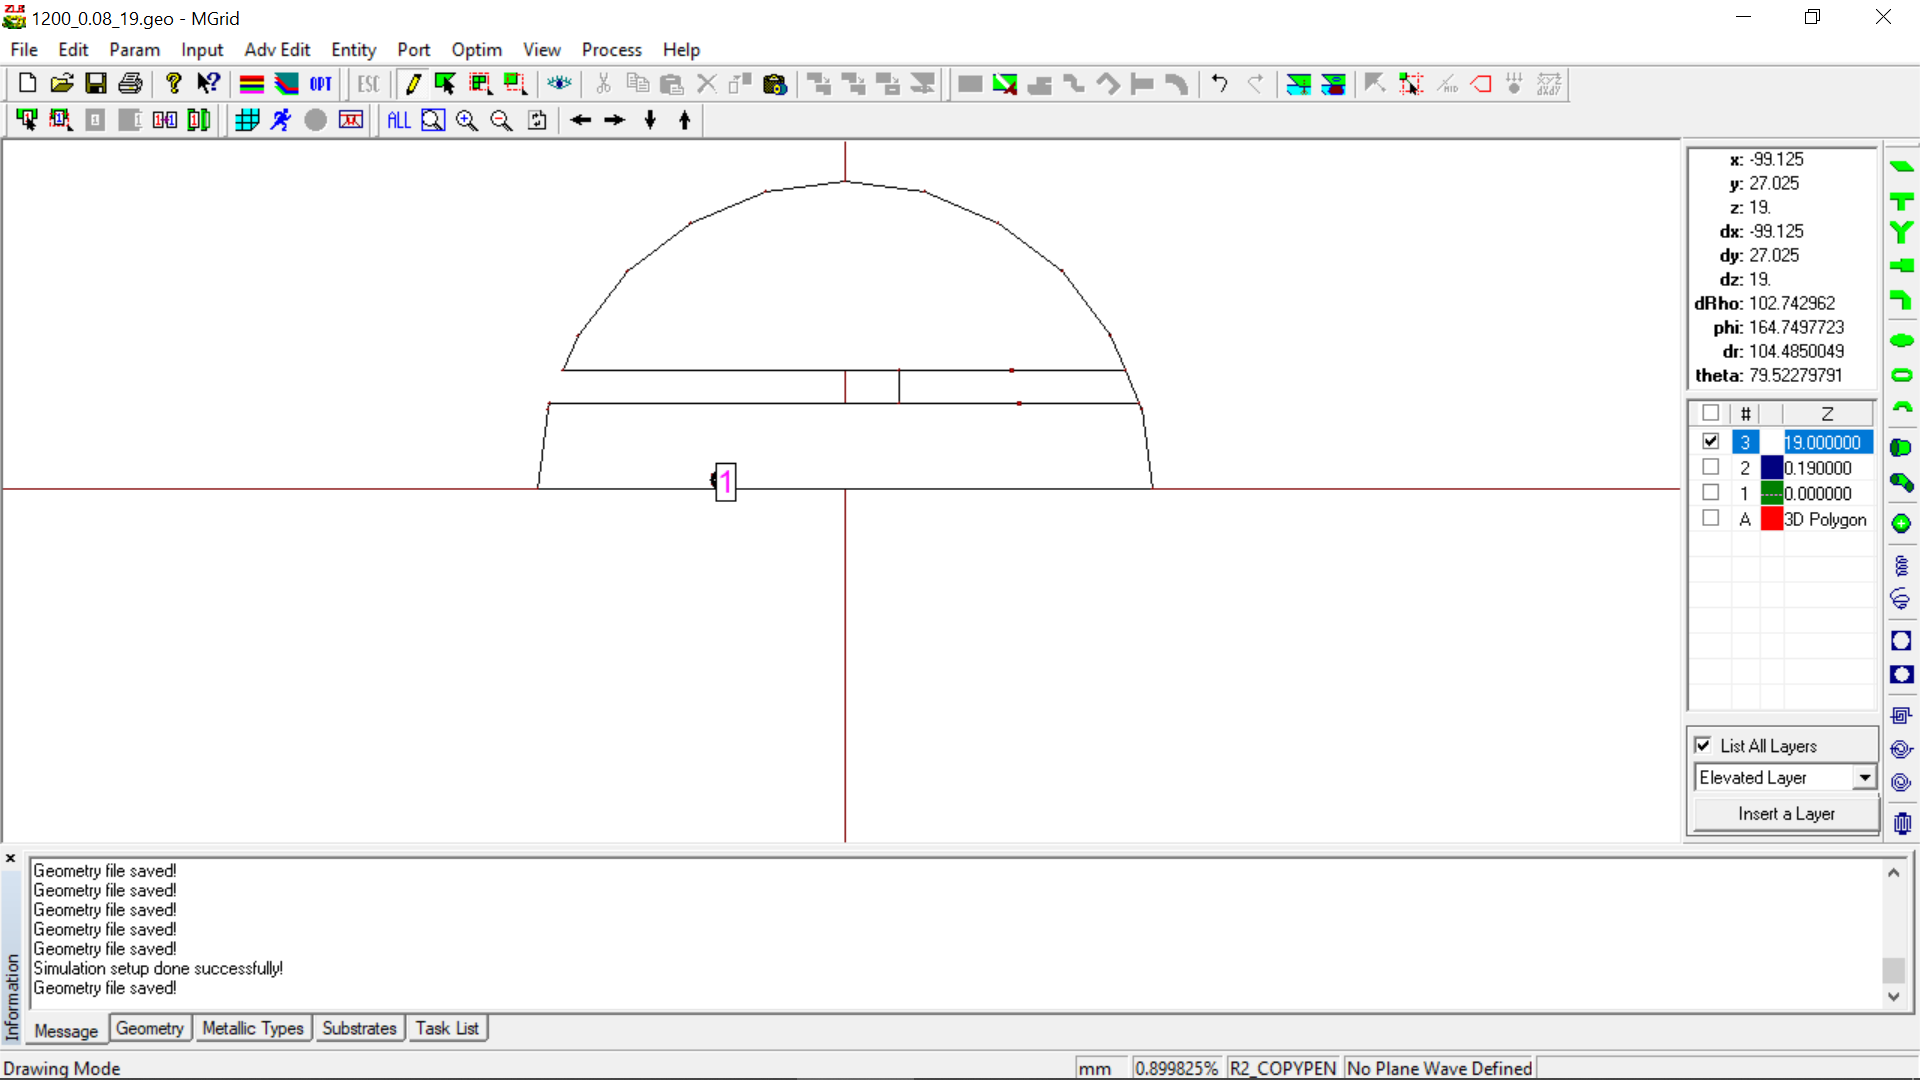 1200_0.08_19.geo - MGrid
File Edit Param Input Adv Edit Entity Port Optim View Process Help
ESC
OPT
ALL
x: -99.125
y: 27.025
z: 19.
dx: -99.125
dy: 27.025
dz: 19.
dRho: 102.742962
phi: 164.7497723
dr: 104.4850049
theta: 79.52279791
# Z
3 19.000000
2 0.190000
1 0.000000
A 3D Polygon
1
List All Layers
Elevated Layer
Insert a Layer
Geometry file saved!
Geometry file saved!
Geometry file saved!
Geometry file saved!
Geometry file saved!
Simulation setup done successfully!
Geometry file saved!
Information
Message Geometry Metallic Types Substrates Task List
Drawing Mode mm 0.899825% R2_COPYPEN No Plane Wave Defined